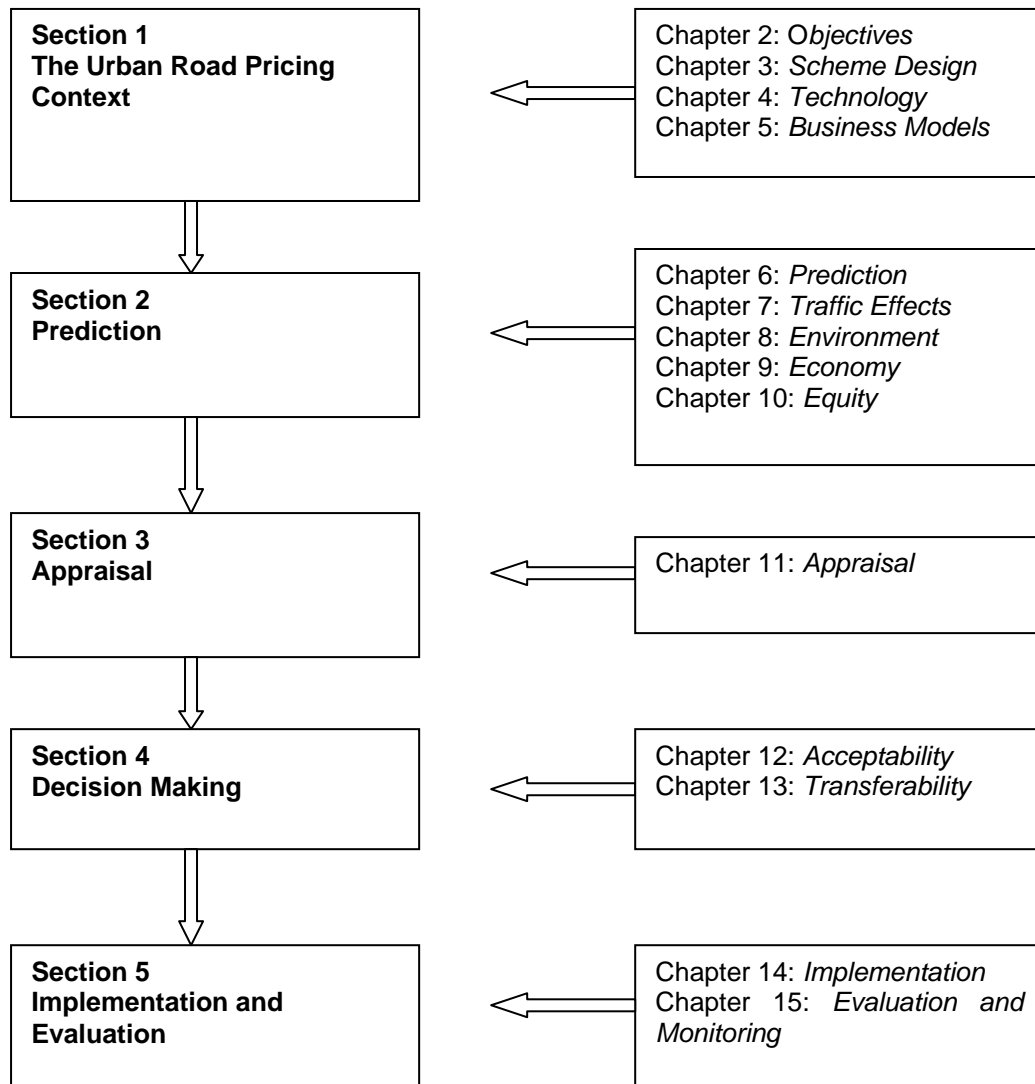 Section 1
The Urban Road Pricing
Context
Chapter 2: Objectives
Chapter 3: Scheme Design
Chapter 4: Technology
Chapter 5: Business Models
Section 2
Prediction
Chapter 6: Prediction
Chapter 7: Traffic Effects
Chapter 8: Environment
Chapter 9: Economy
Chapter 10: Equity
Section 3
Appraisal
Chapter 11: Appraisal
Section 4
Decision Making
Chapter 12: Acceptability
Chapter 13: Transferability
Section 5
Implementation and
Evaluation
Chapter 14: Implementation
Chapter 15: Evaluation and
Monitoring